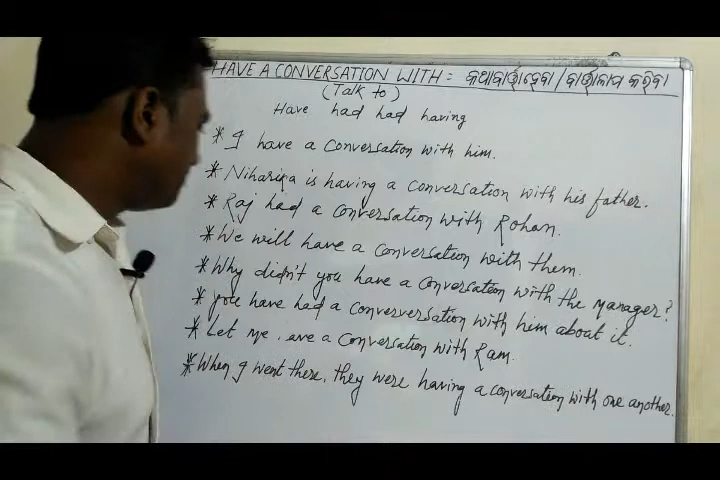 HAVE A CONVERSATION WITH : କଥାବାର୍ତ୍ତା ହେବା / ବାର୍ତ୍ତାଳାପ କରିବା
(Talk to)
Have had had having
* I have a conversation with him.
* Niharika is having a conversation with his father.
* Raj had a conversation with Rohan.
* We will have a conversation with them.
* Why didn't you have a conversation with the manager?
* You have had a converversation with him about it.
* Let me ave a conversation with Ram.
* When I went there, they were having a conversation with one another.